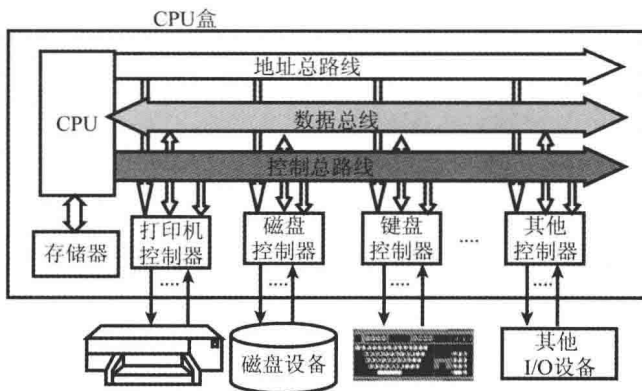 CPU盒
地址总路线
CPU
数据总线
控制总路线
存储器
打印机
控制器
磁盘
控制器
键盘
控制器
....
其他
控制器
....
....
....
....
磁盘设备
其他
I/O设备